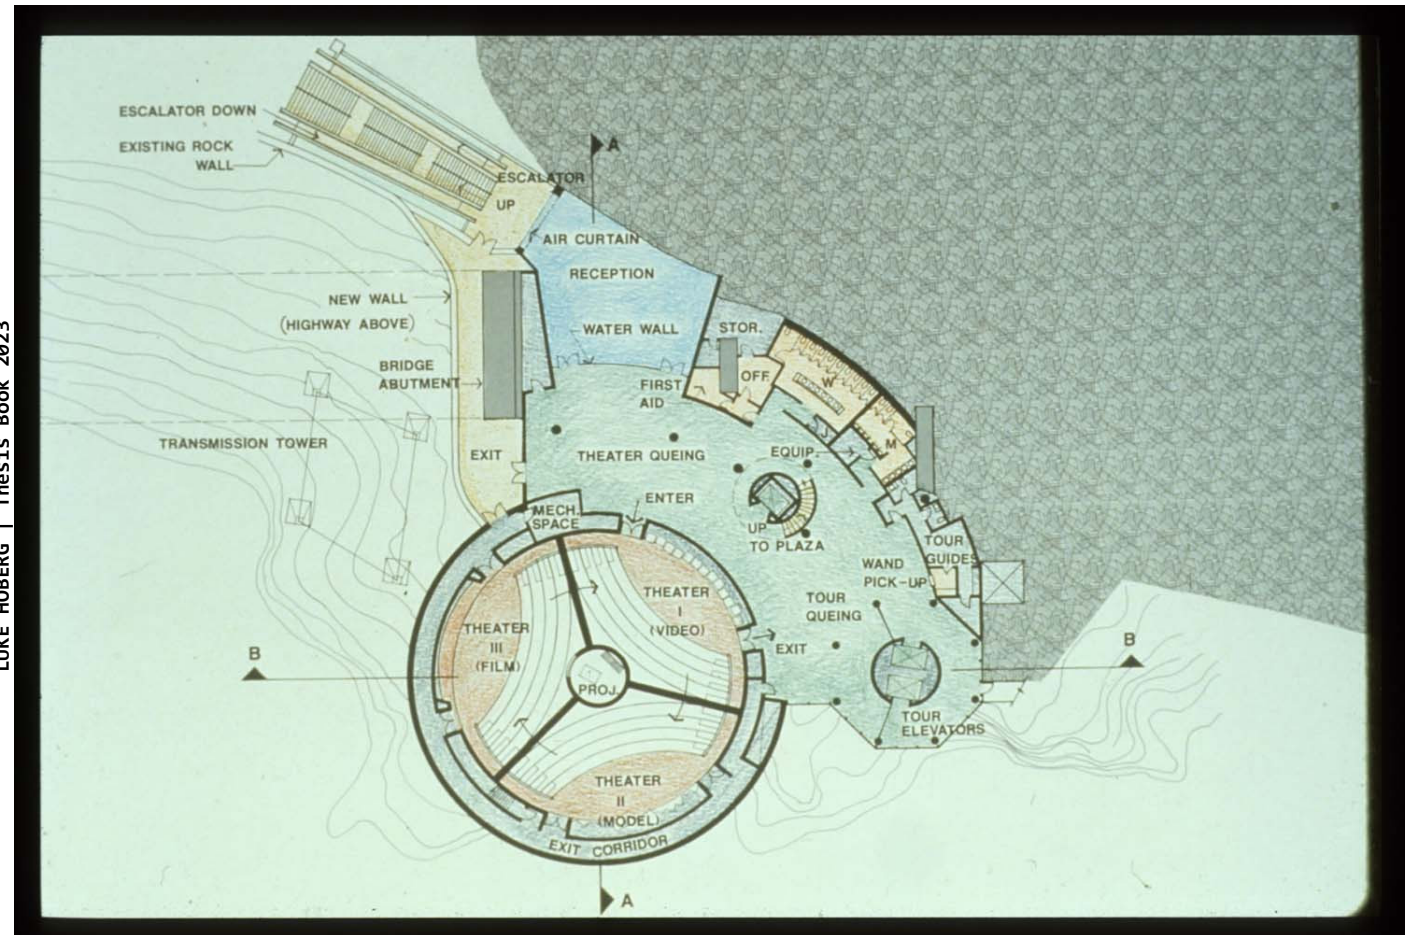 LUKE HOBERG | Thesis Book 2023
ESCALATOR DOWN
EXISTING ROCK
WALL
A
ESCALATOR
UP
AIR CURTAIN
RECEPTION
NEW WALL
(HIGHWAY ABOVE)
WATER WALL
STOR.
BRIDGE
ABUTMENT
FIRST
AID
OFF.
W
TRANSMISSION TOWER
EXIT
THEATER QUEING
EQUIP.
M
MECH.
SPACE
ENTER
UP
TO PLAZA
TOUR
GUIDES
WAND
PICK-UP
THEATER
I
(VIDEO)
TOUR
QUEING
THEATER
III
(FILM)
EXIT
B
B
PROJ.
TOUR
ELEVATORS
THEATER
II
(MODEL)
EXIT CORRIDOR
A